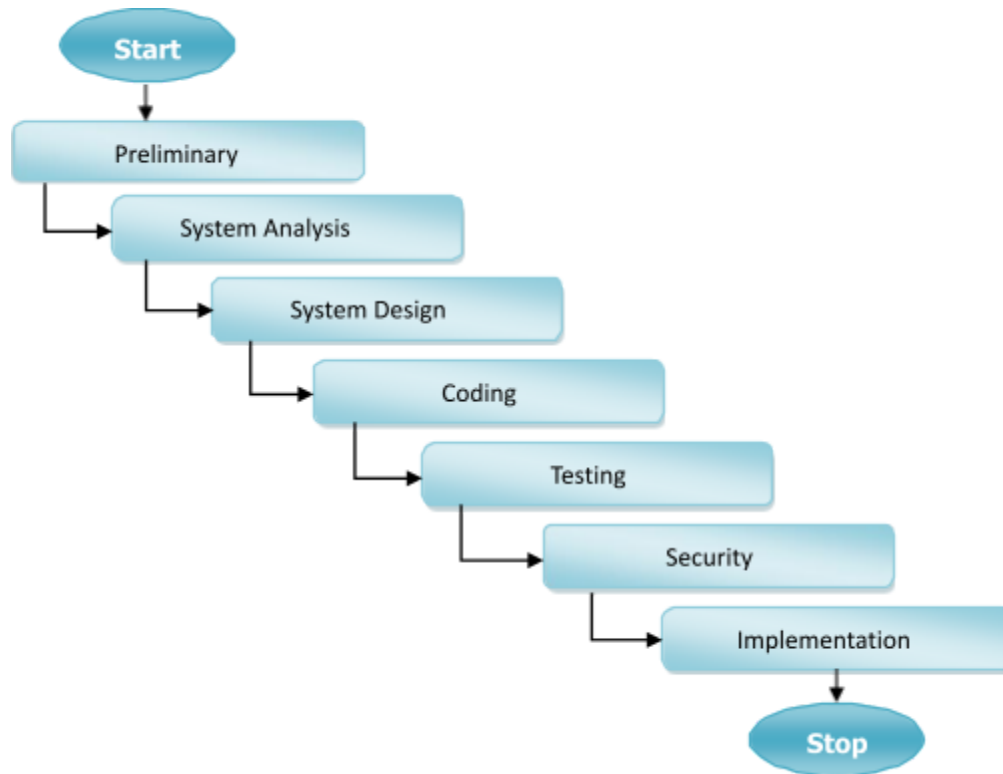 Start
Preliminary
System Analysis
System Design
Coding
Testing
Security
Implementation
Stop